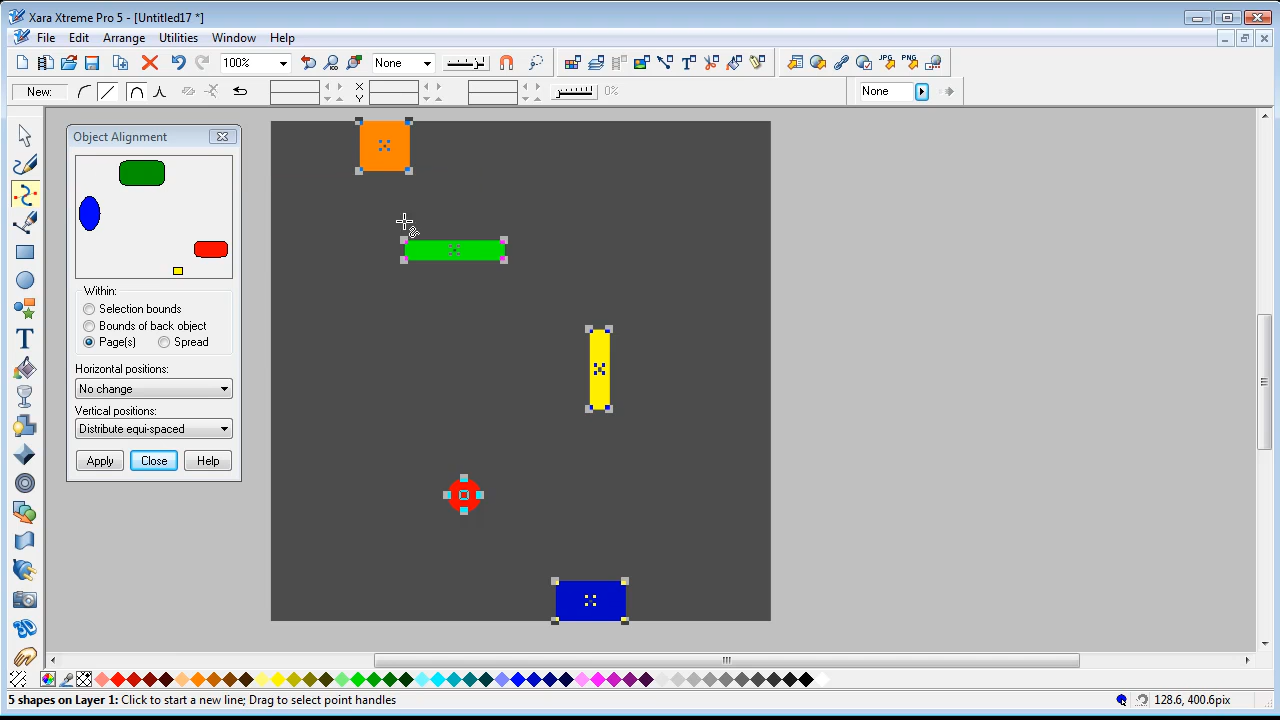 Xara Xtreme Pro 5 - [Untitled17 *]
File Edit Arrange Utilities Window Help
100% None
JPG PNG
New: X Y 0% None
Object Alignment
Within:
Selection bounds
Bounds of back object
Page(s) Spread
Horizontal positions:
No change
Vertical positions:
Distribute equi-spaced
Apply Close Help
5 shapes on Layer 1: Click to start a new line; Drag to select point handles
128.6, 400.6pix